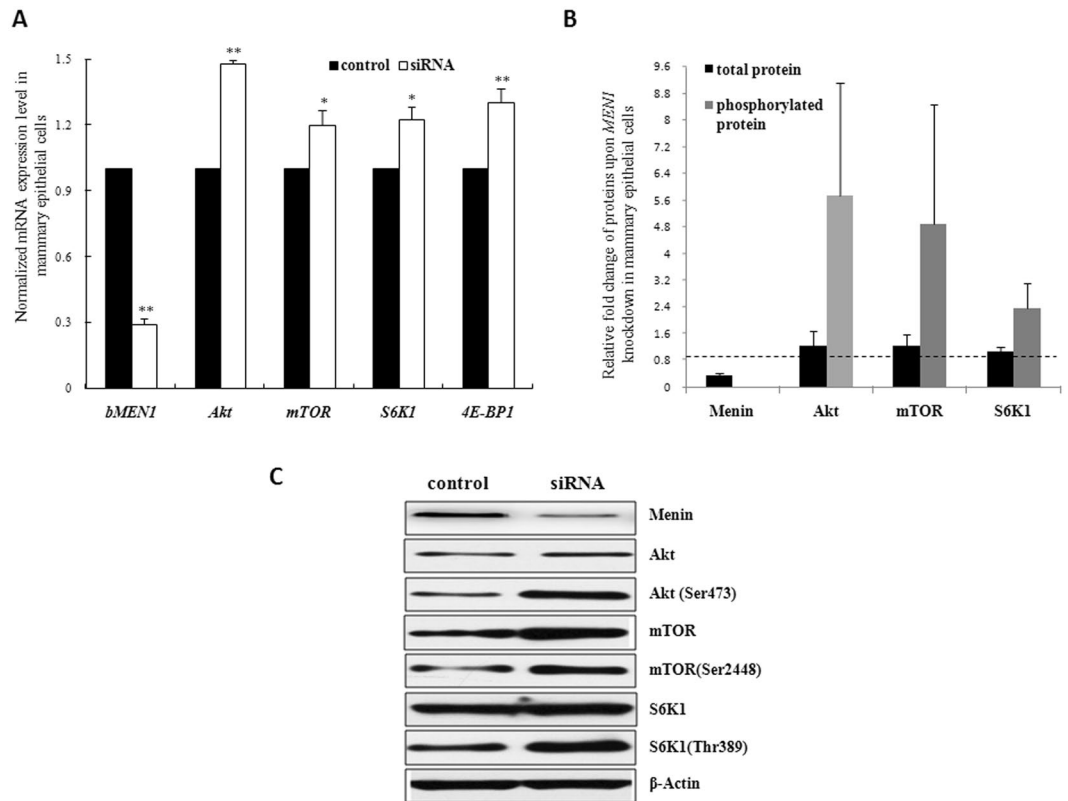 A
Normalized mRNA expression level in
mammary epithelial cells
1.5
1.2
0.9
0.6
0.3
0
control
siRNA
**
**
*
*
**
bMEN1
Akt
mTOR
S6K1
4E-BP1
B
Relative fold change of proteins upon MEN1
knockdown in mammary epithelial cells
9.6
8.8
8
7.2
6.4
5.6
4.8
4
3.2
2.4
1.6
0.8
0
total protein
phosphorylated
protein
Menin
Akt
mTOR
S6K1
C
control
siRNA
Menin
Akt
Akt (Ser473)
mTOR
mTOR(Ser2448)
S6K1
S6K1(Thr389)
β-Actin